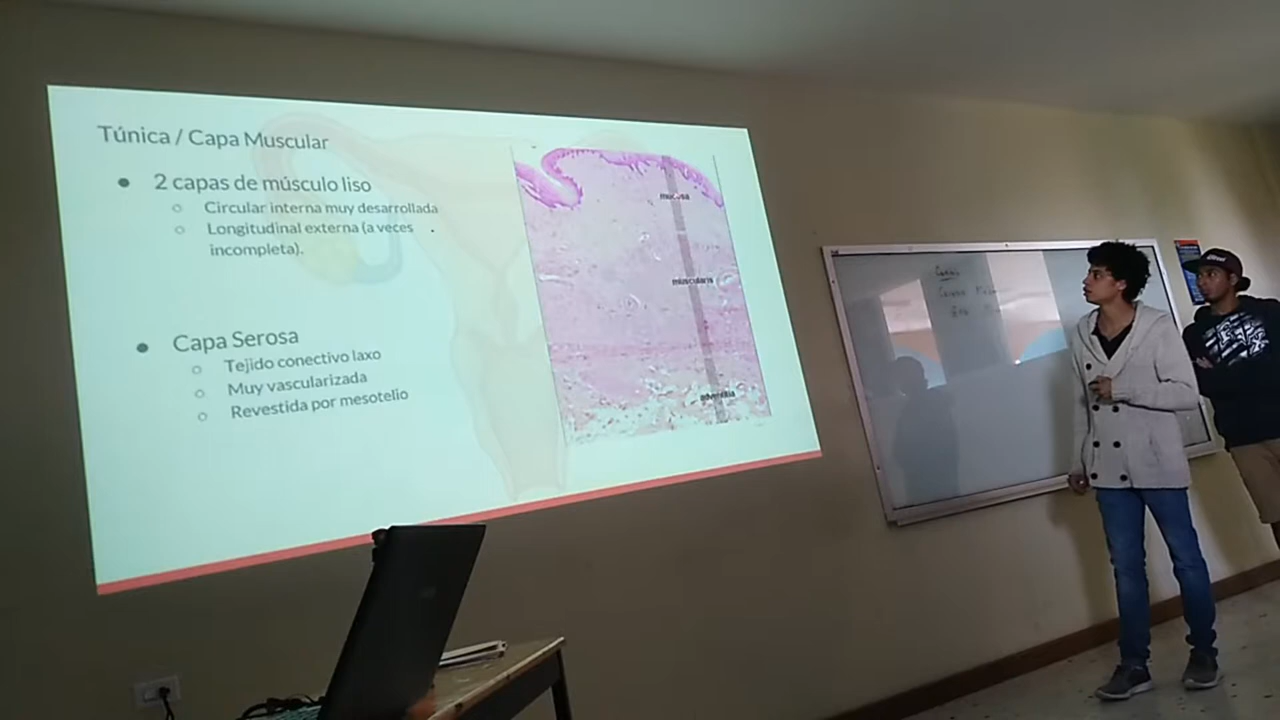 Túnica / Capa Muscular
2 capas de músculo liso
Circular interna muy desarrollada
Longitudinal externa (a veces
incompleta).
Capa Serosa
Tejido conectivo laxo
Muy vascularizada
Revestida por mesotelio
mucosa
muscularis
adventitia